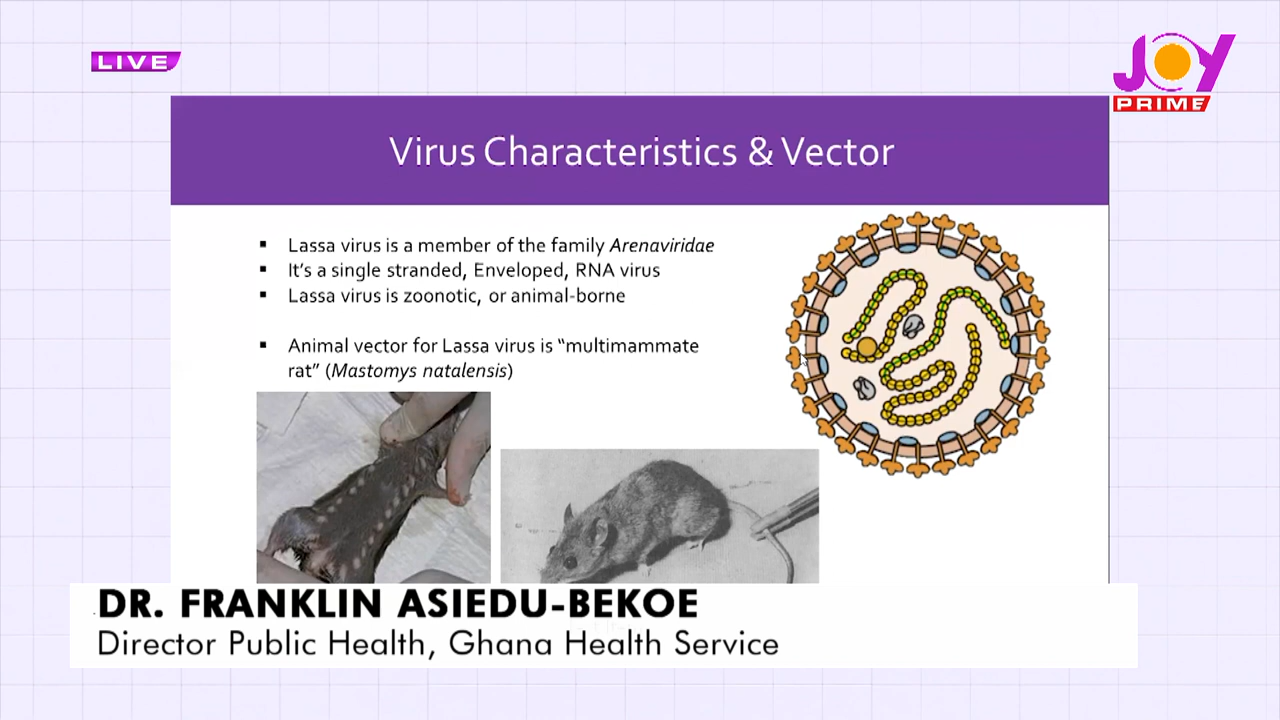 LIVE
JOY
PRIME
Virus Characteristics & Vector
▪ Lassa virus is a member of the family Arenaviridae
▪ It's a single stranded, Enveloped, RNA virus
▪ Lassa virus is zoonotic, or animal-borne
▪ Animal vector for Lassa virus is “multimammate
rat” (Mastomys natalensis)
DR. FRANKLIN ASIEDU-BEKOE
Director Public Health, Ghana Health Service